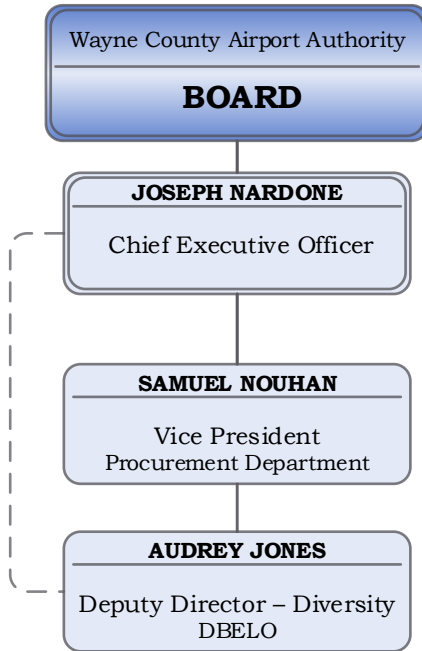 Wayne County Airport Authority
BOARD
JOSEPH NARDONE
Chief Executive Officer
SAMUEL NOUHAN
Vice President
Procurement Department
AUDREY JONES
Deputy Director – Diversity
DBELO